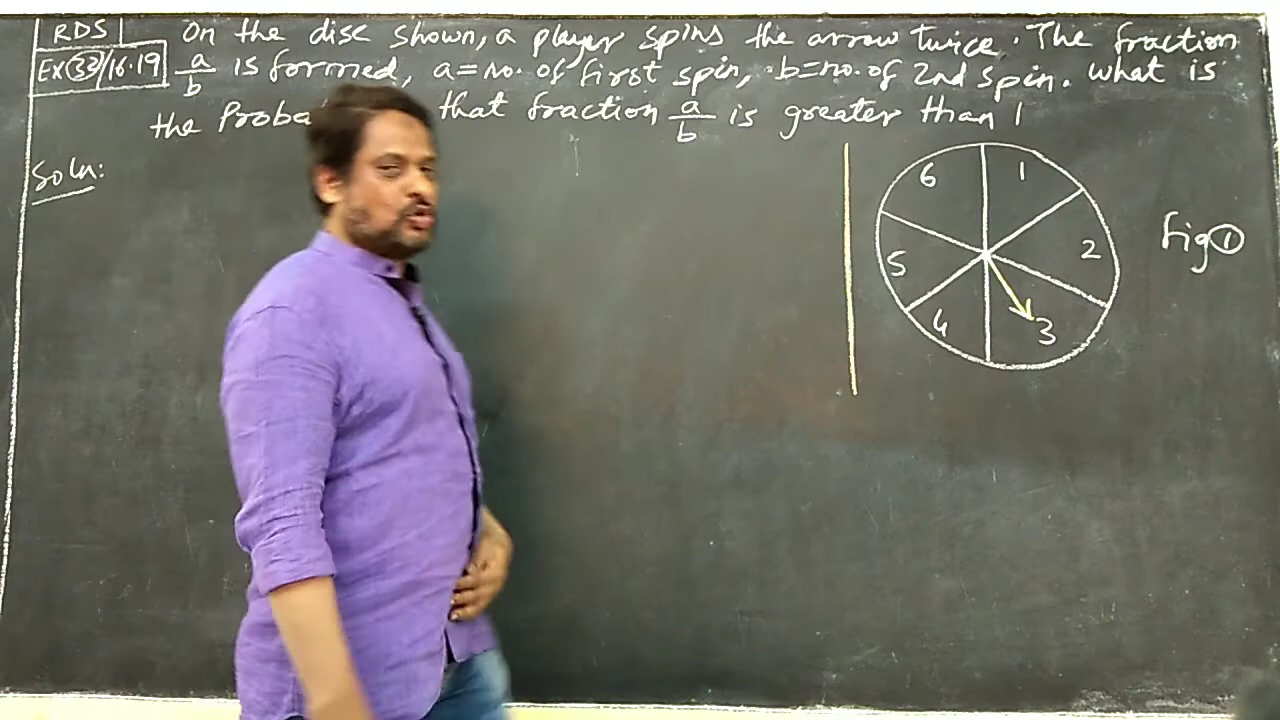 RDS On the disc shown, a player spins the arrow twice. The fraction
Ex(33)/16.19 a/b is formed, a=no. of first spin, b=no. of 2nd spin. What is
the Proba that fraction a/b is greater than 1
Soln:
6 1
5 2
4 3
Fig ①